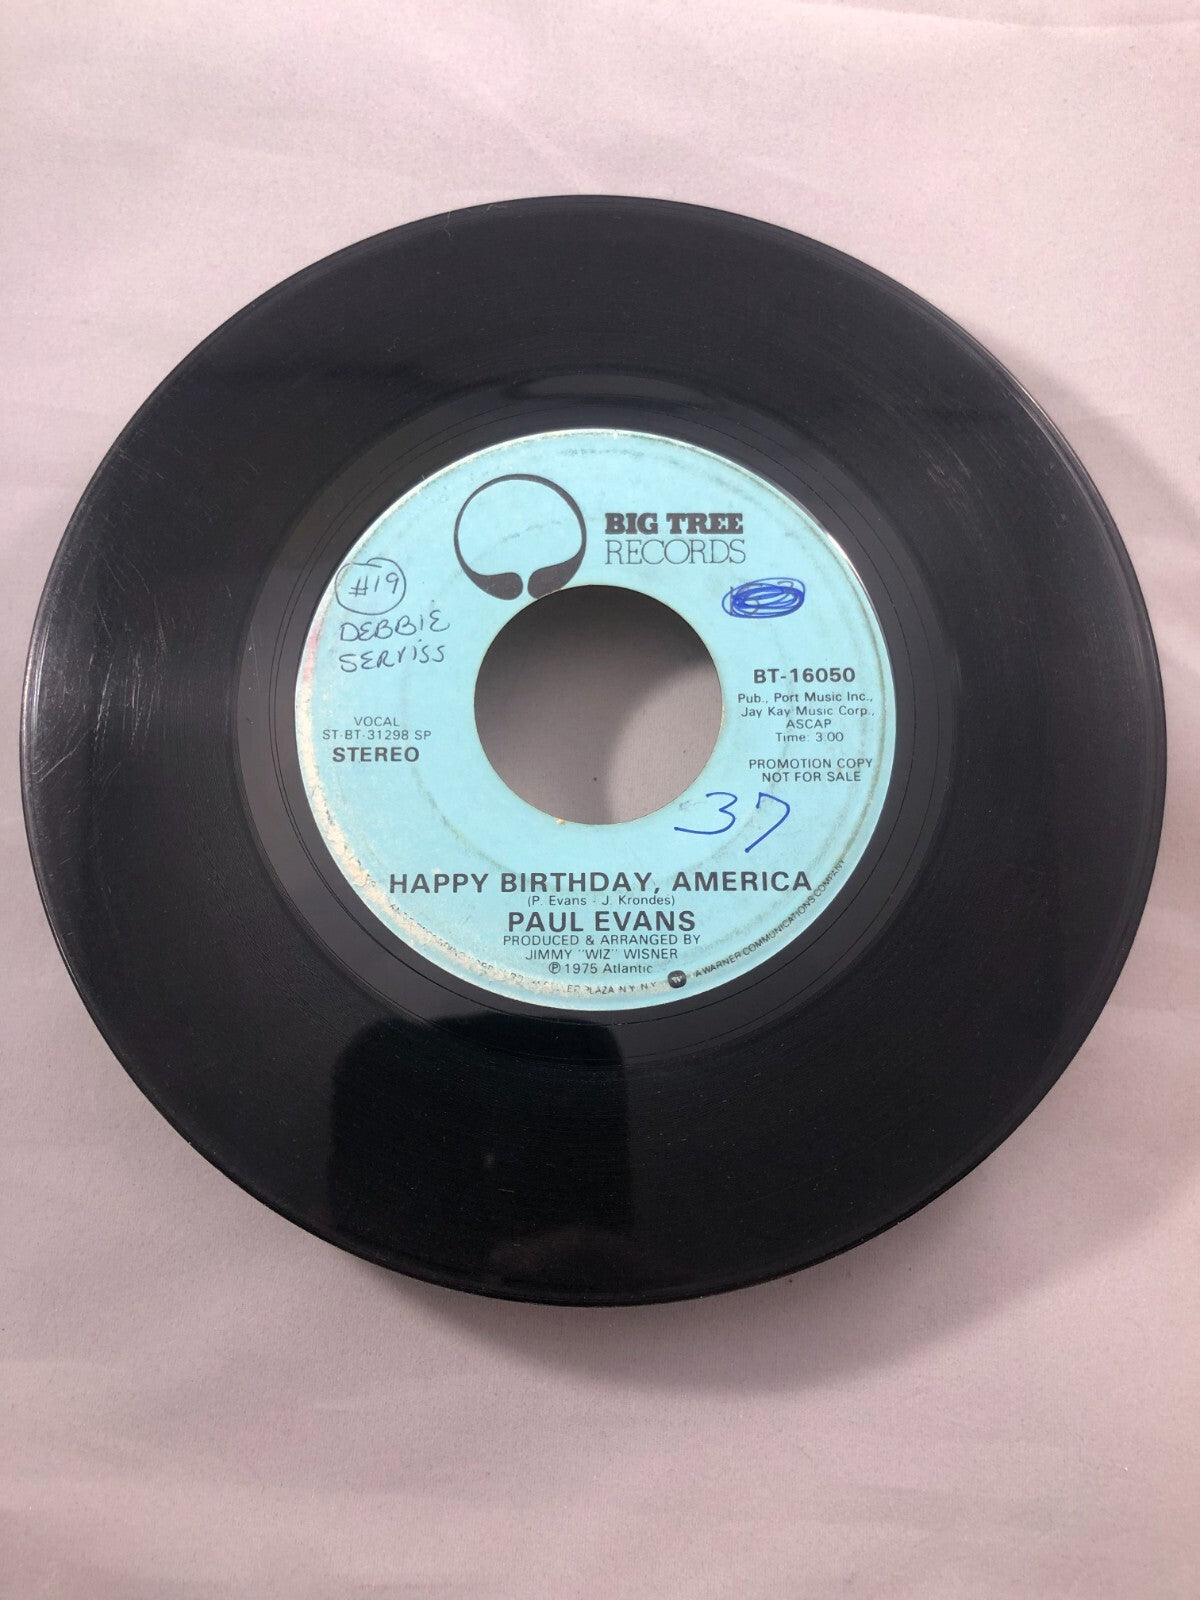 BIG TREE
RECORDS
#19
DEBBIE
SERVISS
BT-16050
Pub., Port Music Inc.,
Jay Kay Music Corp.,
ASCAP
Time: 3:00
VOCAL
ST-BT-31298 SP
STEREO
PROMOTION COPY
NOT FOR SALE
37
HAPPY BIRTHDAY, AMERICA
(P. Evans - J. Krondes)
PAUL EVANS
PRODUCED & ARRANGED BY
JIMMY "WIZ" WISNER
℗ 1975 Atlantic
PLAZA N.Y. N.Y. W A WARNER COMMUNICATIONS COMPANY